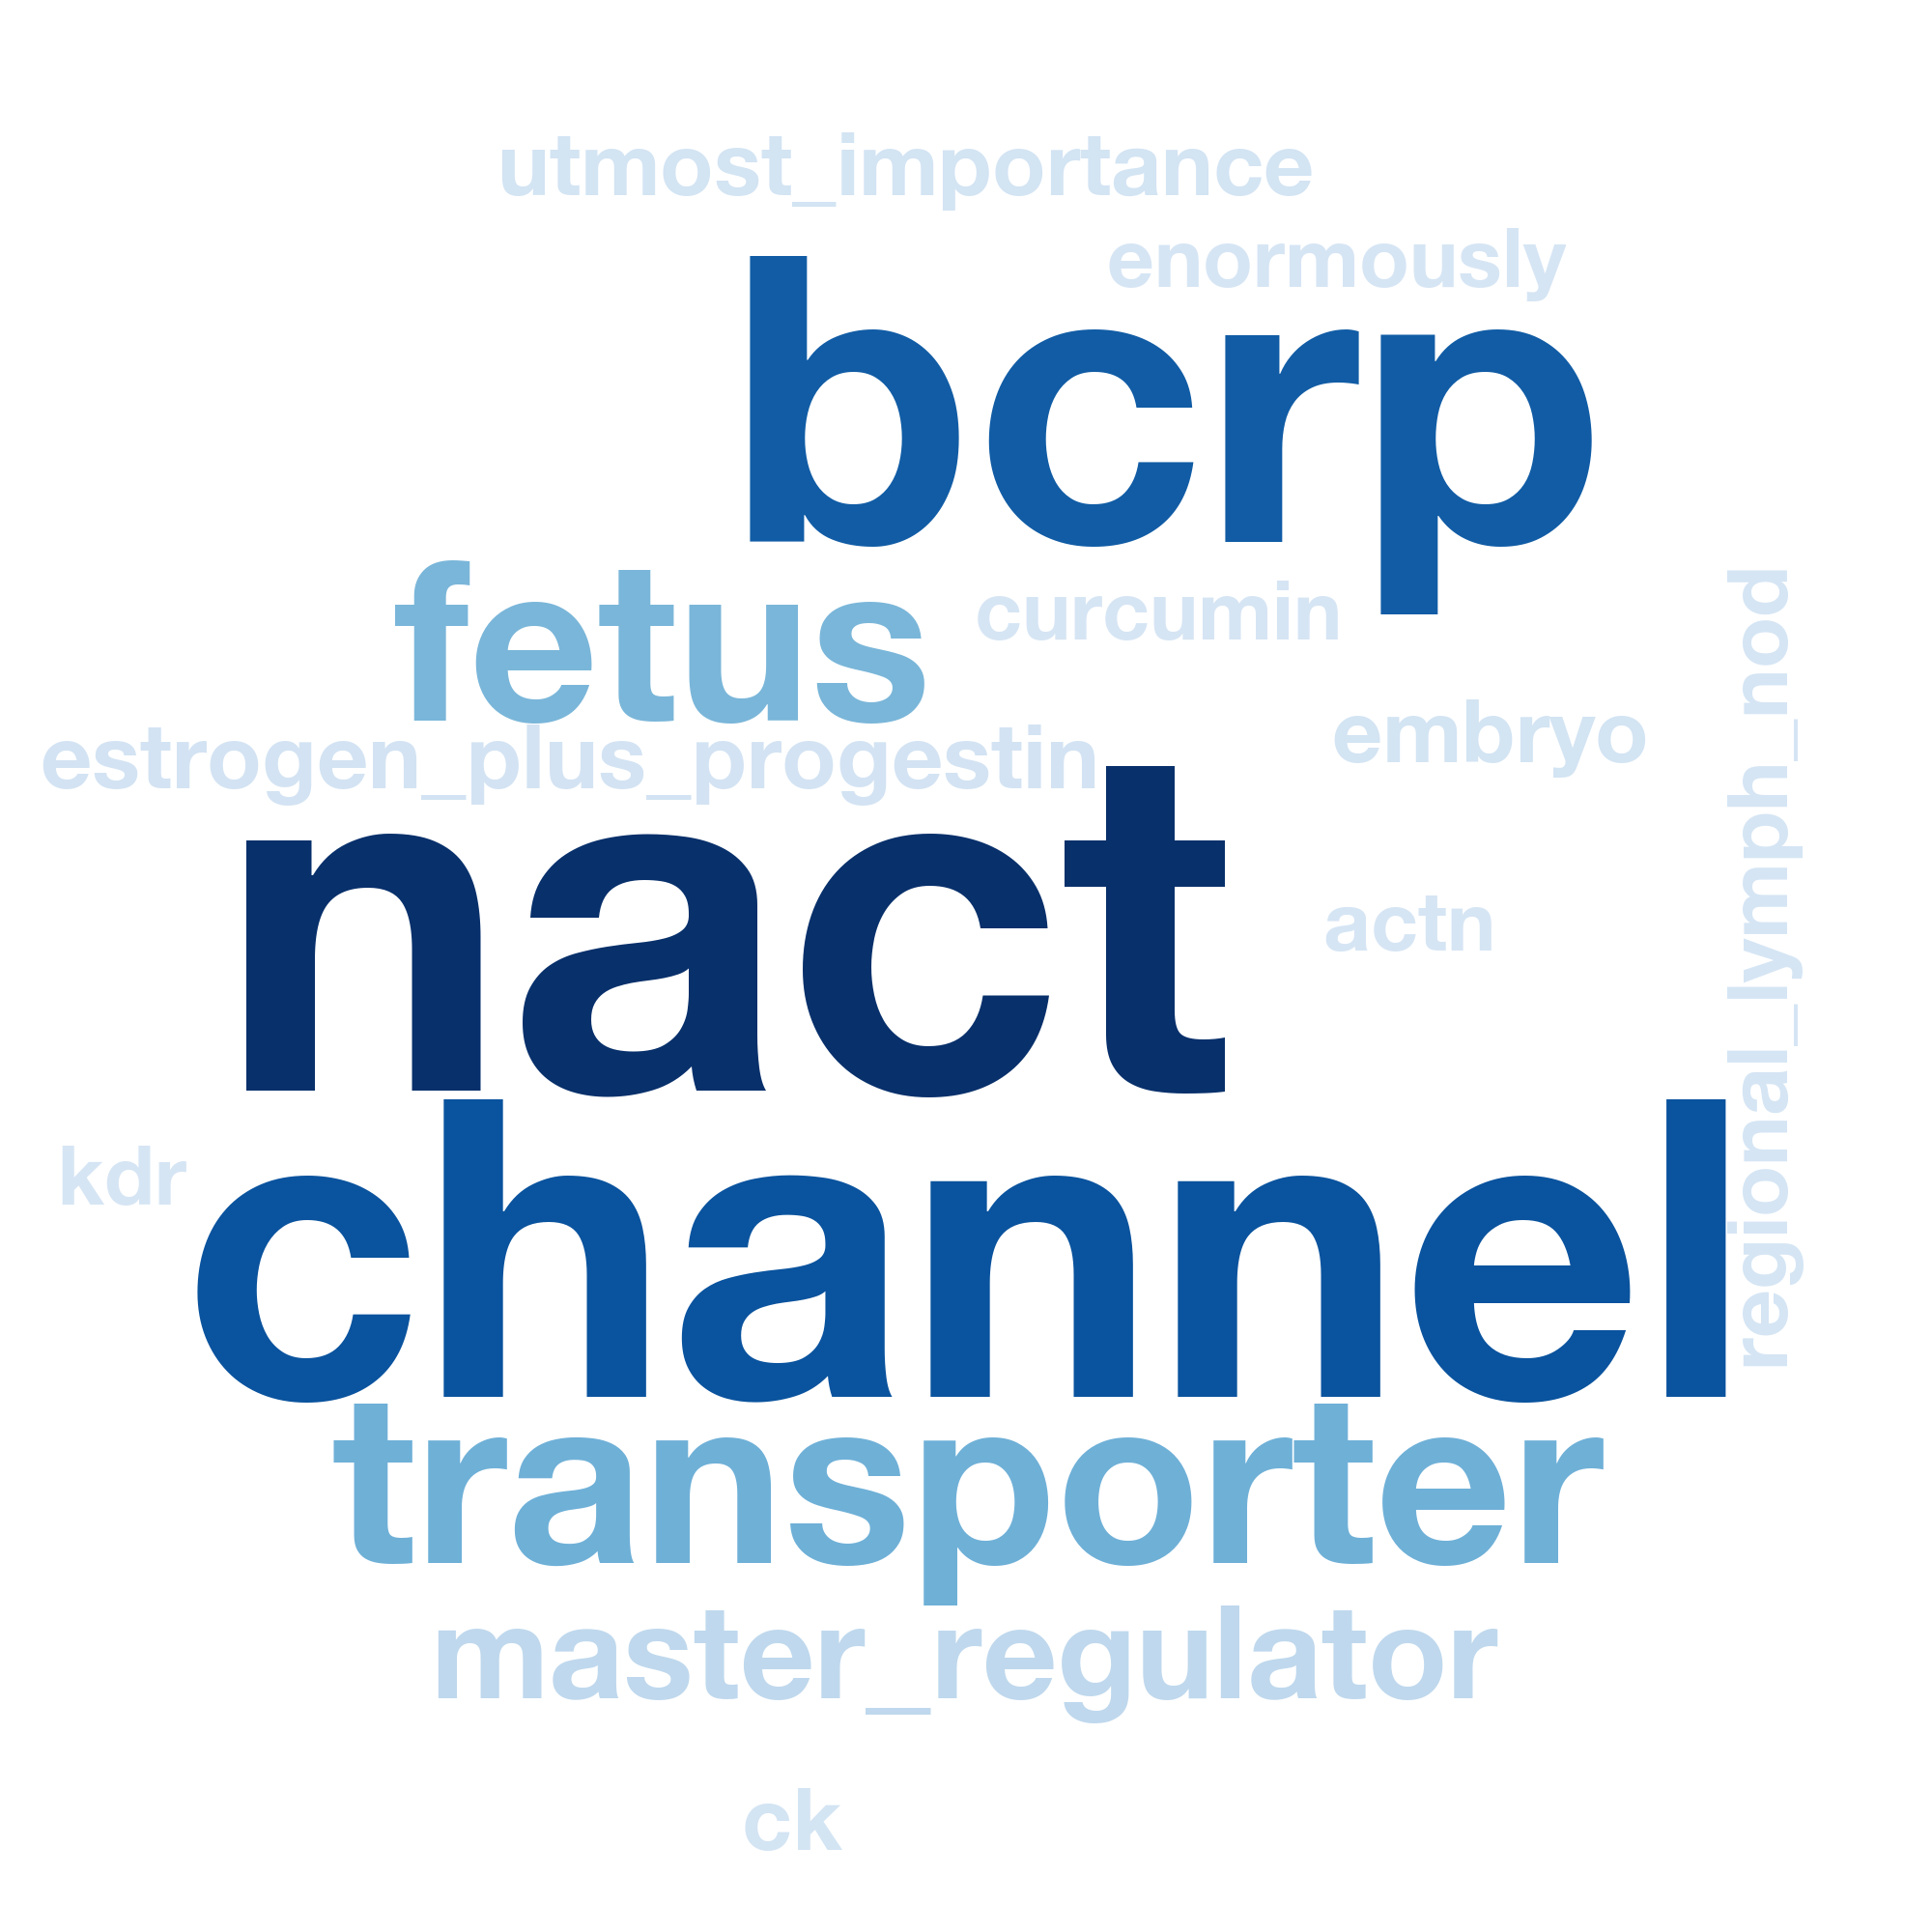 utmost_importance
enormously
bcrp
fetus
curcumin
embryo
estrogen_plus_progestin
nact
actn
regional_lymph_nod
kdr
channel
transporter
master_regulator
ck